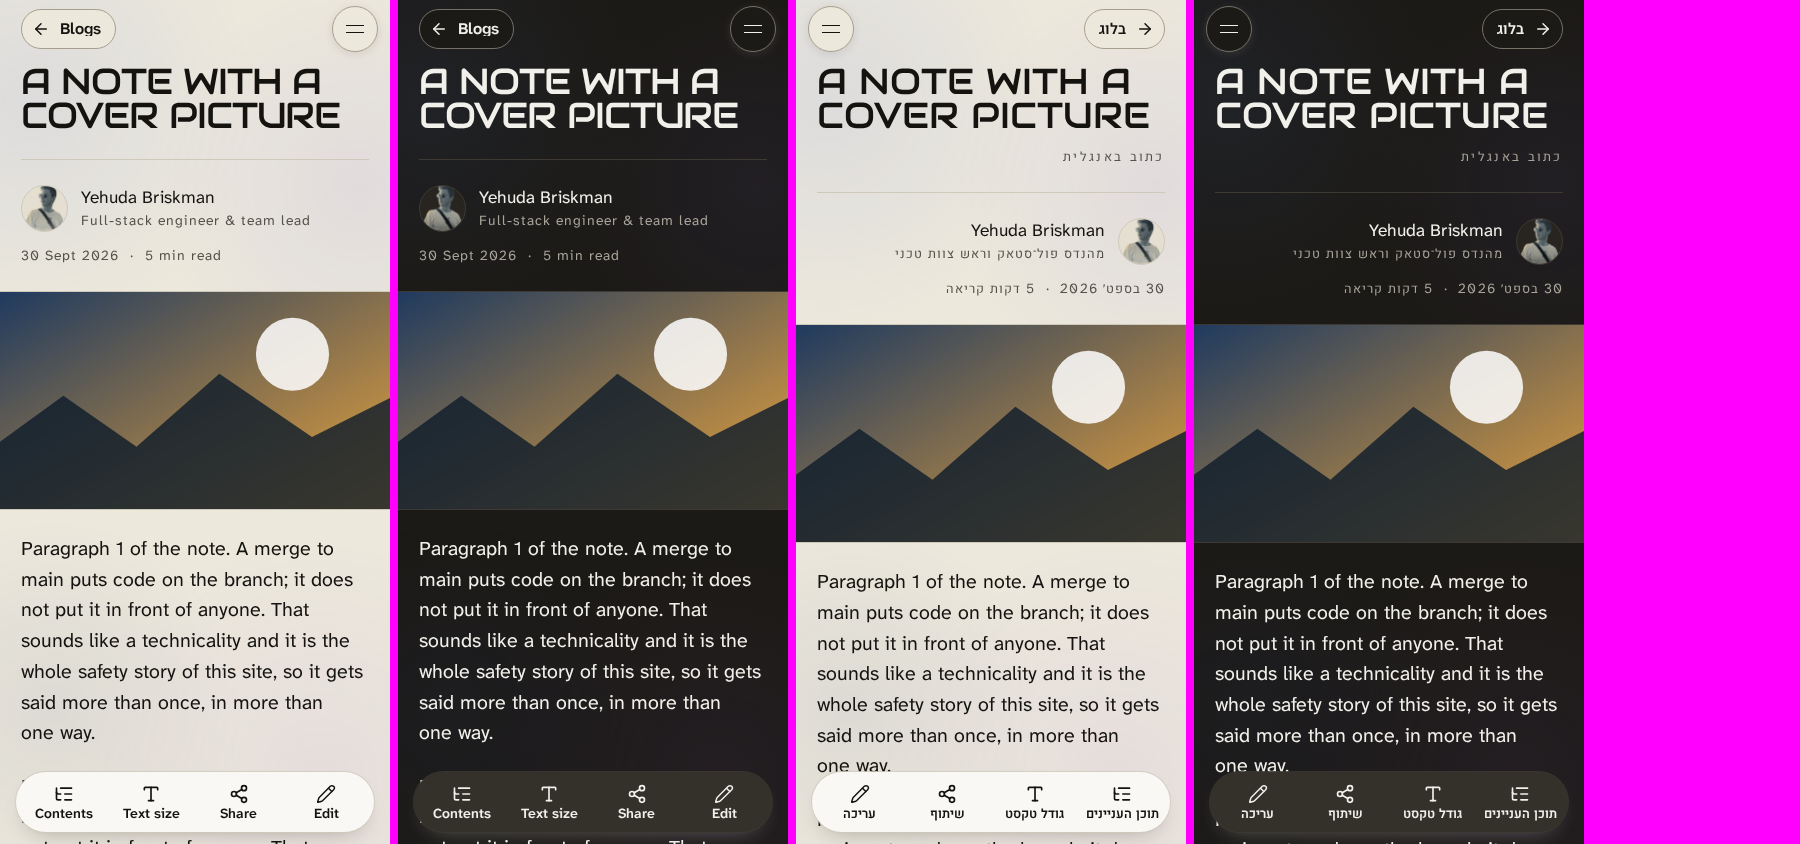 Blogs
A NOTE WITH A
COVER PICTURE
Yehuda Briskman
Full-stack engineer & team lead
30 Sept 2026 · 5 min read
Paragraph 1 of the note. A merge to
main puts code on the branch; it does
not put it in front of anyone. That
sounds like a technicality and it is the
whole safety story of this site, so it gets
said more than once, in more than
one way.
Contents Text size Share Edit
Blogs
A NOTE WITH A
COVER PICTURE
Yehuda Briskman
Full-stack engineer & team lead
30 Sept 2026 · 5 min read
Paragraph 1 of the note. A merge to
main puts code on the branch; it does
not put it in front of anyone. That
sounds like a technicality and it is the
whole safety story of this site, so it gets
said more than once, in more than
one way.
Contents Text size Share Edit
בלוג
A NOTE WITH A
COVER PICTURE
כתוב באנגלית
Yehuda Briskman
מהנדס פול־סטאק וראש צוות טכני
30 בספט׳ 2026 · 5 דקות קריאה
Paragraph 1 of the note. A merge to
main puts code on the branch; it does
not put it in front of anyone. That
sounds like a technicality and it is the
whole safety story of this site, so it gets
said more than once, in more than
one way.
תוכן העניינים גודל טקסט שיתוף עריכה
בלוג
A NOTE WITH A
COVER PICTURE
כתוב באנגלית
Yehuda Briskman
מהנדס פול־סטאק וראש צוות טכני
30 בספט׳ 2026 · 5 דקות קריאה
Paragraph 1 of the note. A merge to
main puts code on the branch; it does
not put it in front of anyone. That
sounds like a technicality and it is the
whole safety story of this site, so it gets
said more than once, in more than
one way.
תוכן העניינים גודל טקסט שיתוף עריכה